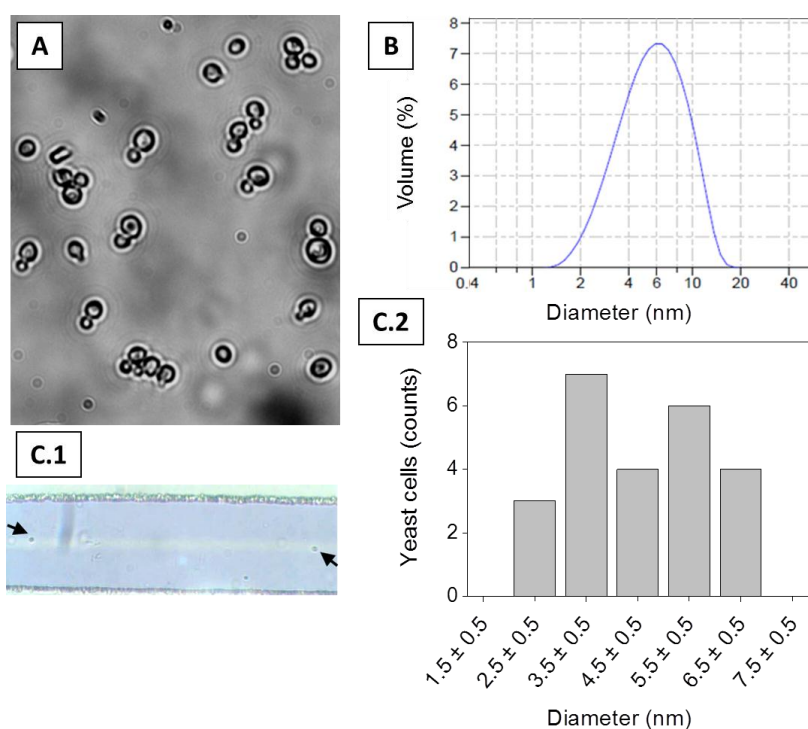 A
B
8
7
6
5
4
3
2
1
0
Volume (%)
0.4 1 2 4 6 10 20 40
Diameter (nm)
C.1
C.2
8
6
4
2
0
Yeast cells (counts)
1.5 ± 0.5 2.5 ± 0.5 3.5 ± 0.5 4.5 ± 0.5 5.5 ± 0.5 6.5 ± 0.5 7.5 ± 0.5
Diameter (nm)